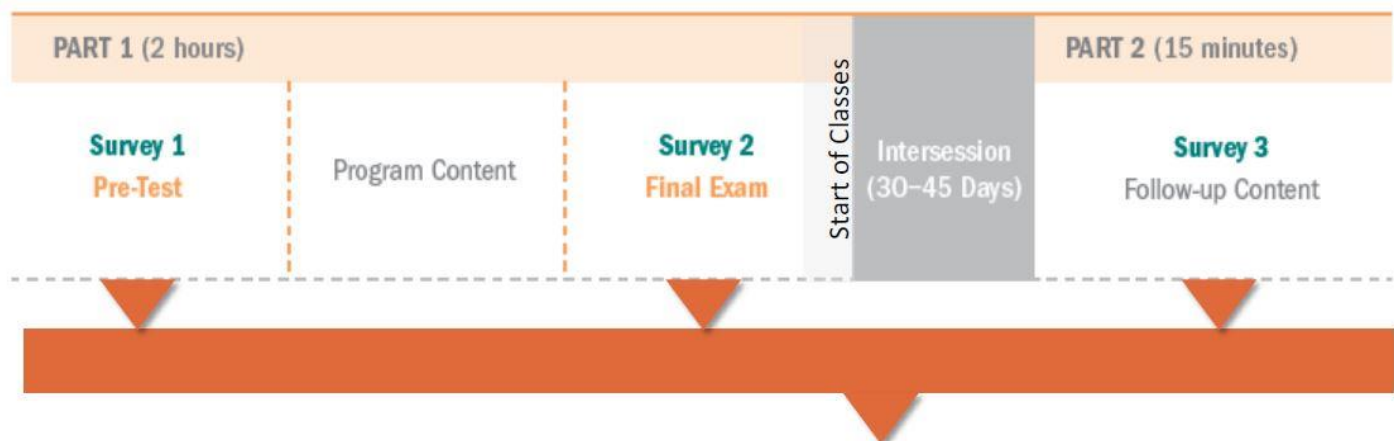 PART 1 (2 hours)
Survey 1
Pre-Test
Program Content
Survey 2
Final Exam
Start of Classes
Intersession
(30–45 Days)
PART 2 (15 minutes)
Survey 3
Follow-up Content